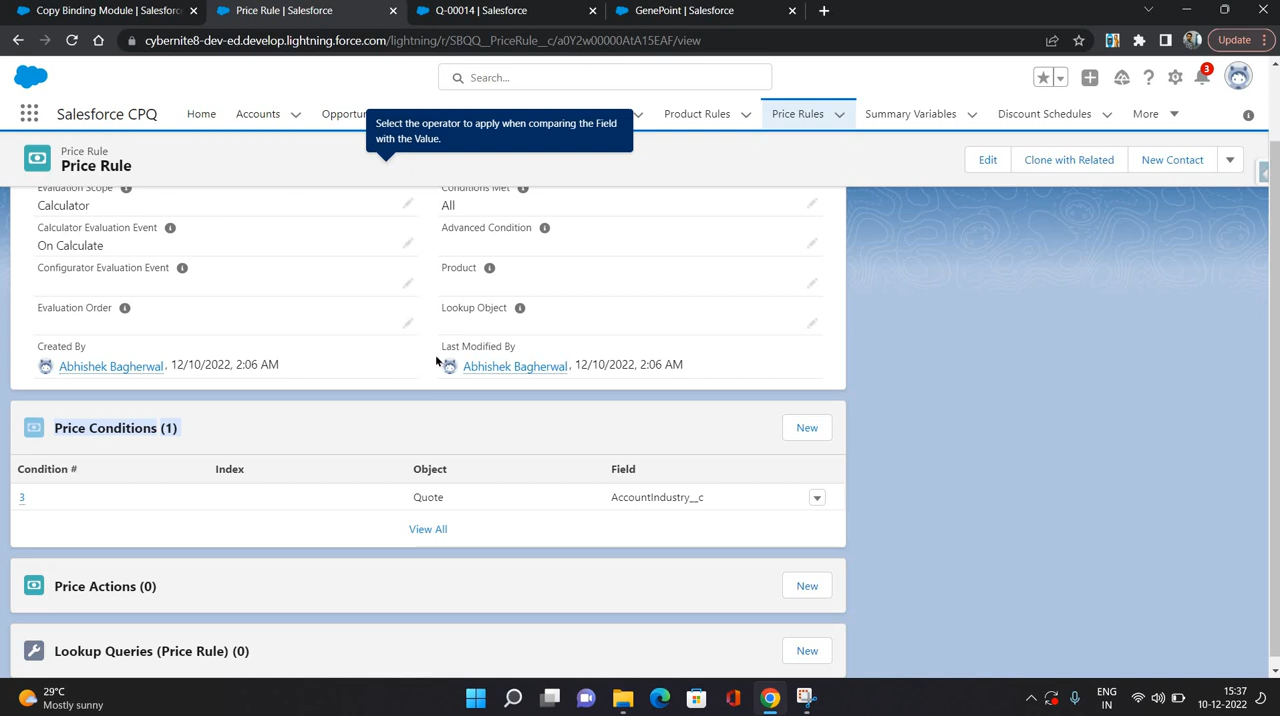 Copy Binding Module | Salesforc
Price Rule | Salesforce
Q-00014 | Salesforce
GenePoint | Salesforce
cybernite8-dev-ed.develop.lightning.force.com/lightning/r/SBQQ__PriceRule__c/a0Y2w00000AtA15EAF/view
Update
Search...
3
Salesforce CPQ
Home
Accounts
Opportu
Product Rules
Price Rules
Summary Variables
Discount Schedules
More
Select the operator to apply when comparing the Field
with the Value.
Price Rule
Price Rule
Edit
Clone with Related
New Contact
Evaluation Scope
Conditions Met
Calculator
All
Calculator Evaluation Event
Advanced Condition
On Calculate
Configurator Evaluation Event
Product
Evaluation Order
Lookup Object
Created By
Last Modified By
Abhishek Bagherwal, 12/10/2022, 2:06 AM
Abhishek Bagherwal, 12/10/2022, 2:06 AM
Price Conditions (1)
New
Condition #
Index
Object
Field
3
Quote
AccountIndustry__c
View All
Price Actions (0)
New
Lookup Queries (Price Rule) (0)
New
29°C
Mostly sunny
ENG
IN
15:37
10-12-2022